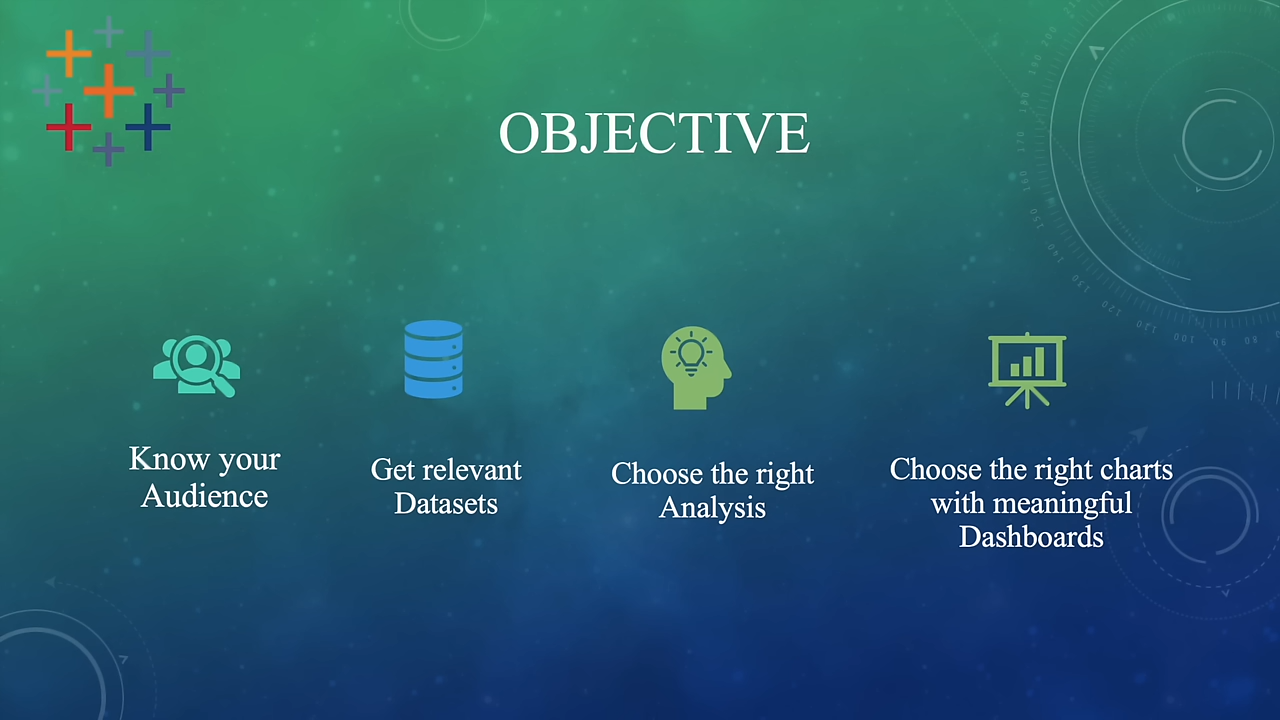 OBJECTIVE
Know your
Audience
Get relevant
Datasets
Choose the right
Analysis
Choose the right charts
with meaningful
Dashboards